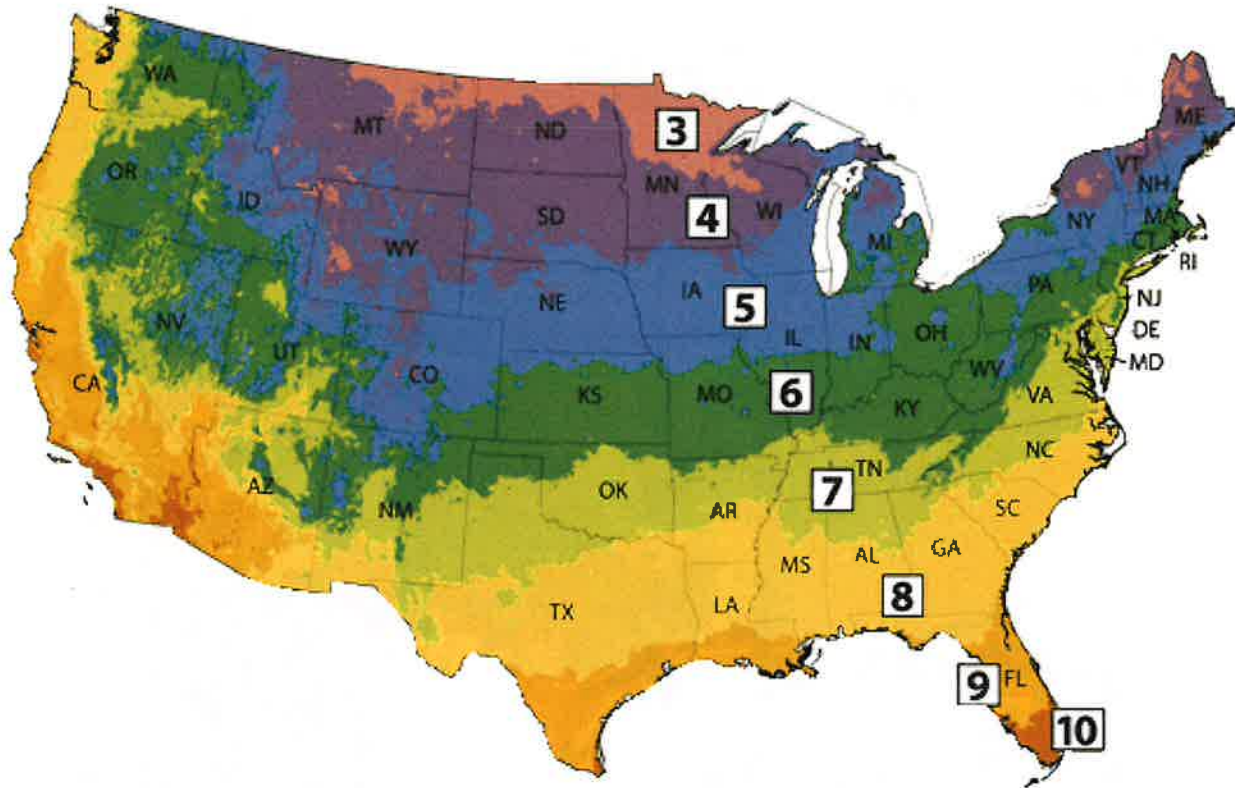 WA
MT
ND
3
ME
OR
ID
MN
VT
NH
SD
4
WI
NY
MA
WY
MI
CT
RI
NE
IA
5
PA
NJ
NV
UT
IL
IN
OH
DE
CO
WV
MD
CA
KS
MO
6
KY
VA
NC
AZ
NM
OK
7
TN
AR
SC
MS
AL
GA
TX
LA
8
9
FL
10